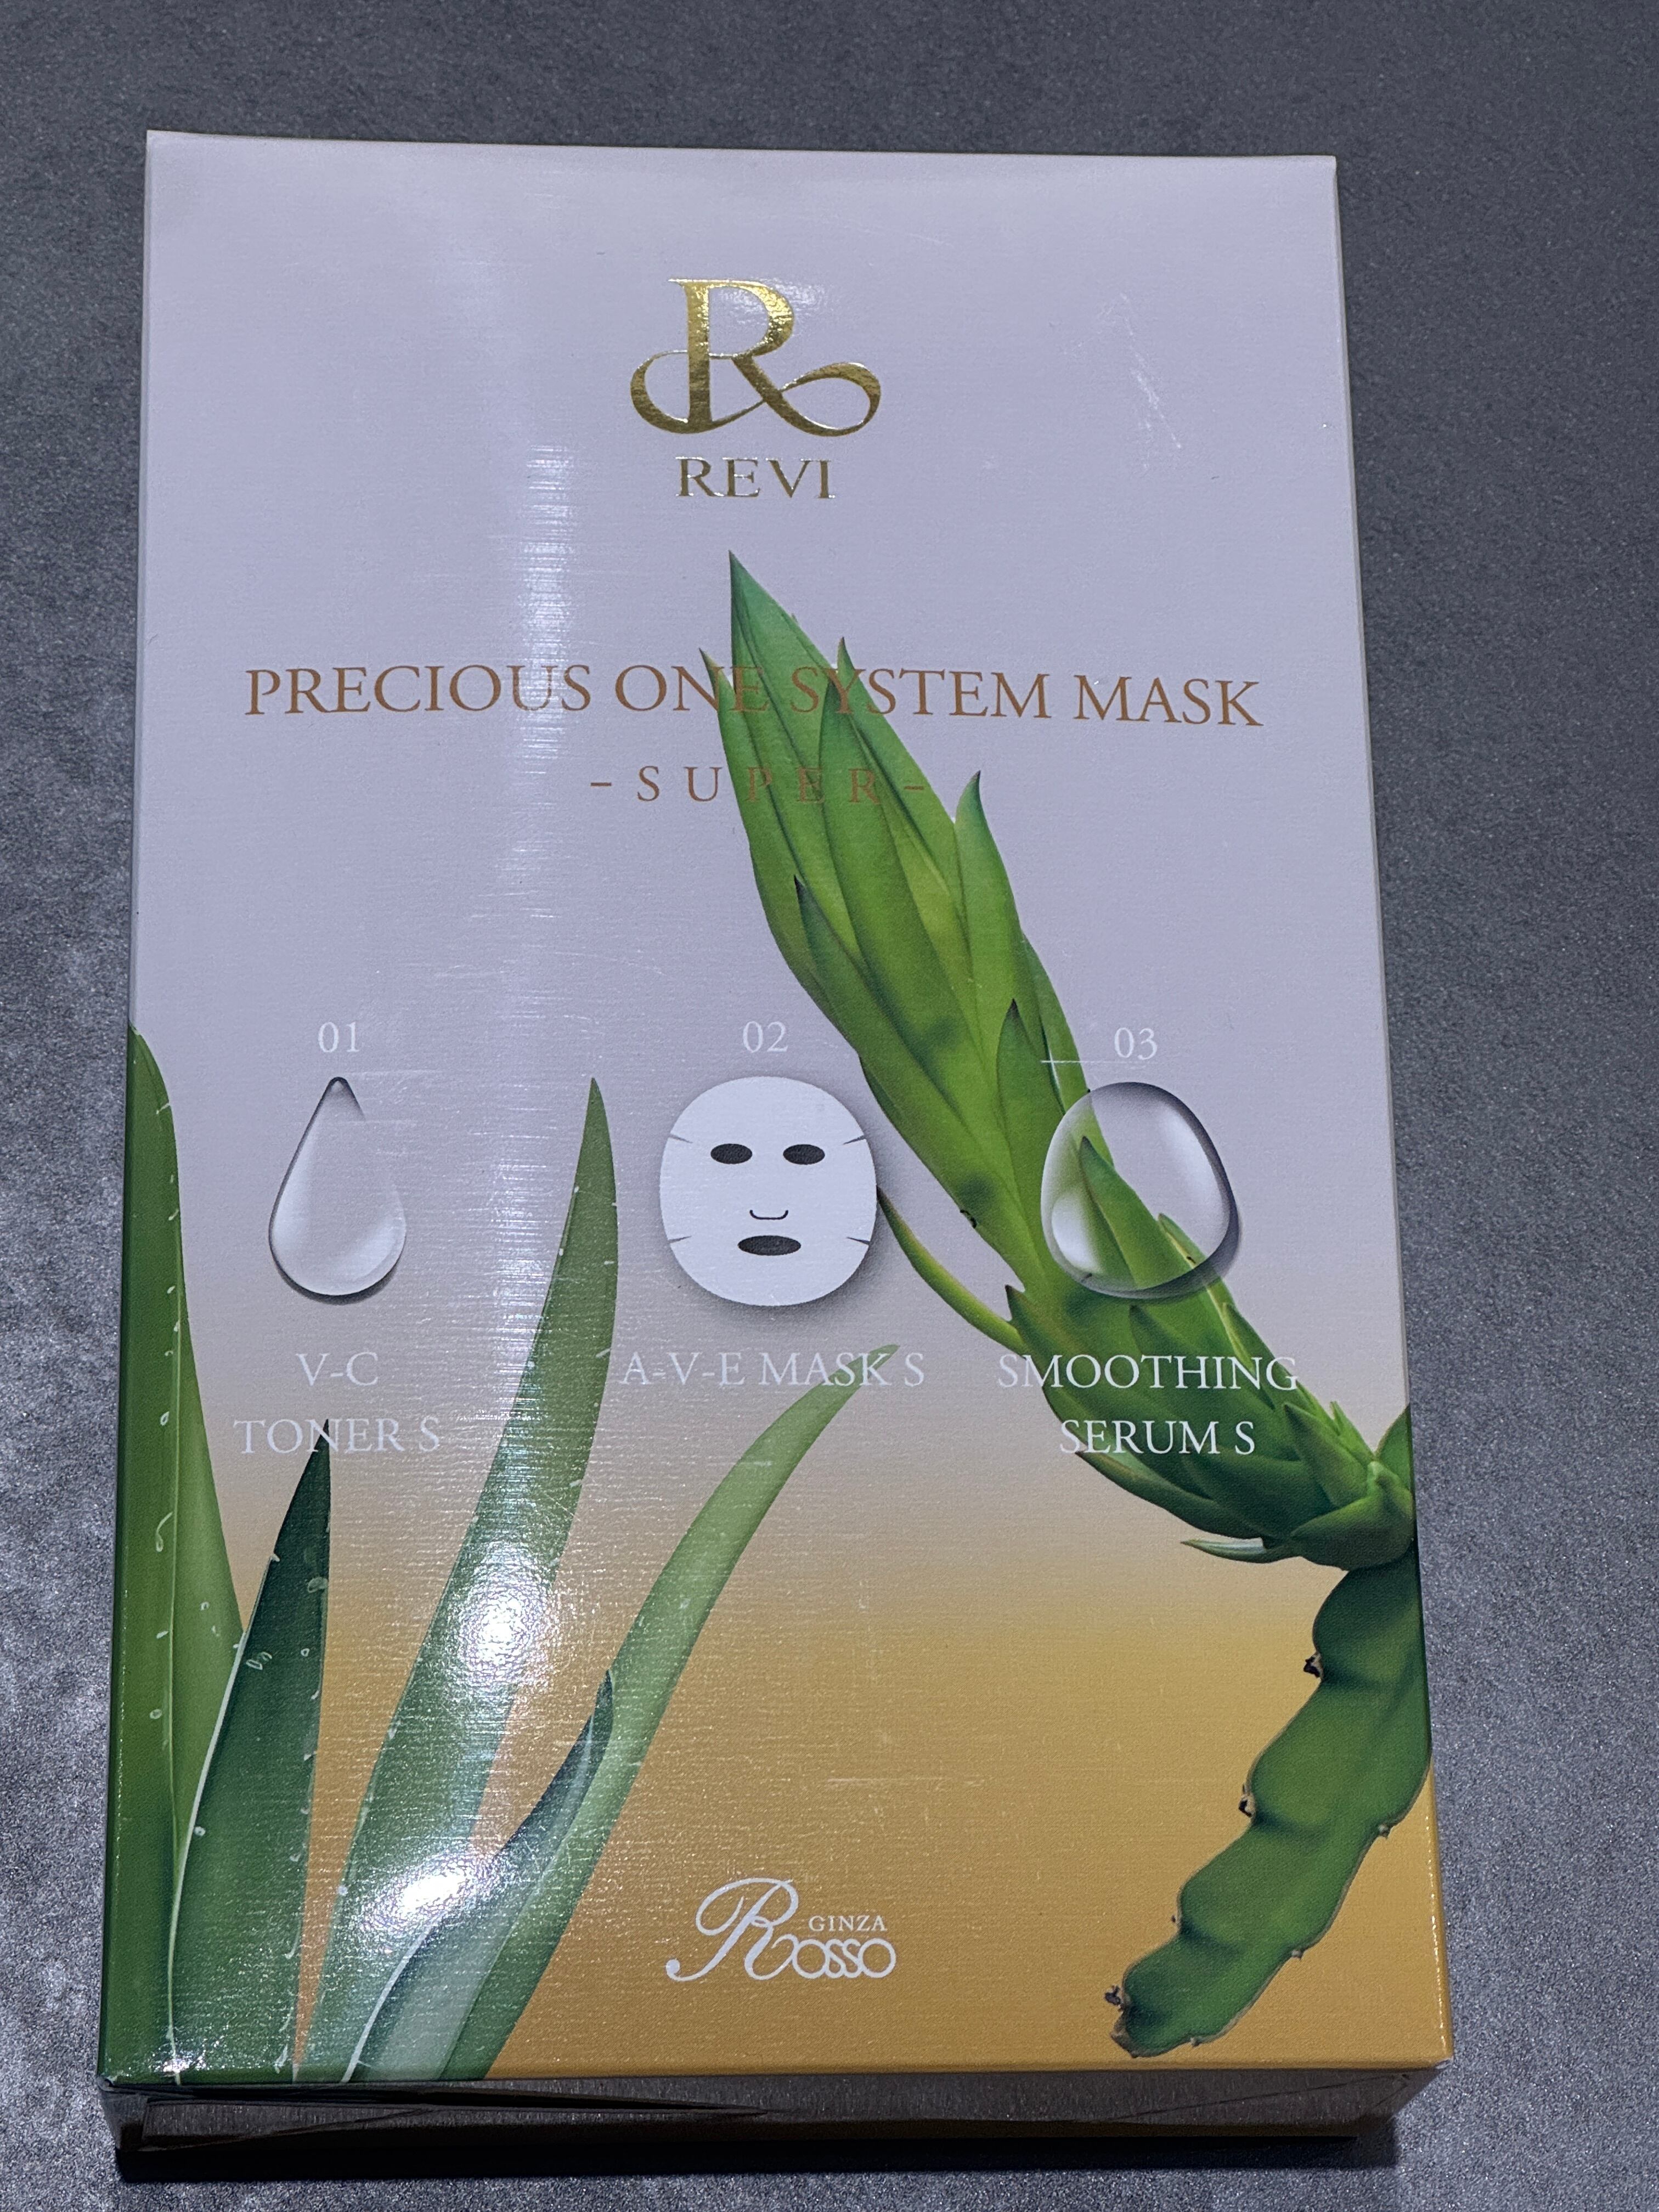 R
REVI
PRECIOUS ONE SYSTEM MASK
- SUPER -
01
02
03
V-C
TONER S
A-V-E MASK S
SMOOTHING
SERUM S
GINZA
Rosso